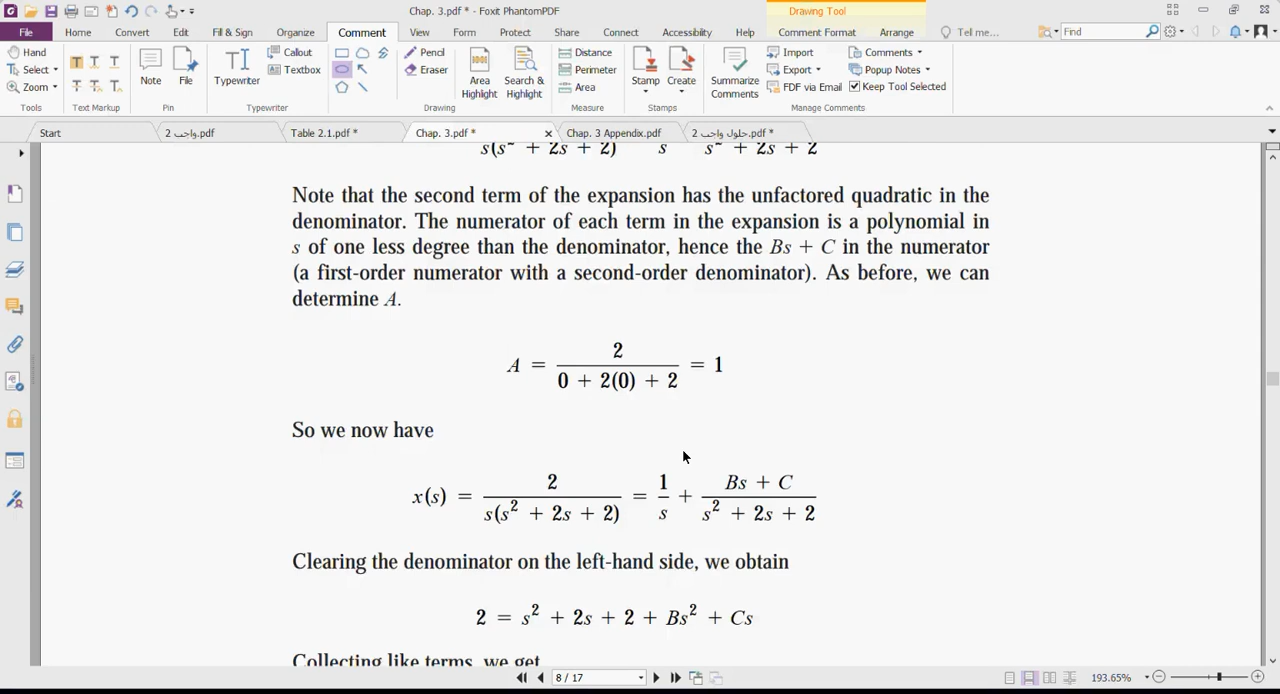 Chap. 3.pdf * - Foxit PhantomPDF
Drawing Tool
File Home Convert Edit Fill & Sign Organize Comment View Form Protect Share Connect Accessibility Help Comment Format Arrange Tell me... Find
Hand
Select
Zoom
Tools
Text Markup
Note
File
Pin
Typewriter
Callout
Textbox
Typewriter
Pencil
Eraser
Drawing
Area Highlight
Search & Highlight
Distance
Perimeter
Area
Measure
Stamp
Create
Stamps
Summarize Comments
Import
Export
FDF via Email
Comments
Popup Notes
Keep Tool Selected
Manage Comments
Start
واجب 2.pdf
Table 2.1.pdf *
Chap. 3.pdf *
Chap. 3 Appendix.pdf
حلول واجب 2.pdf *
s(s² + 2s + 2) s s² + 2s + 2
Note that the second term of the expansion has the unfactored quadratic in the
denominator. The numerator of each term in the expansion is a polynomial in
s of one less degree than the denominator, hence the Bs + C in the numerator
(a first-order numerator with a second-order denominator). As before, we can
determine A.
A = 2 / (0 + 2(0) + 2) = 1
So we now have
x(s) = 2 / (s(s² + 2s + 2)) = 1/s + (Bs + C) / (s² + 2s + 2)
Clearing the denominator on the left-hand side, we obtain
2 = s² + 2s + 2 + Bs² + Cs
Collecting like terms, we get
8 / 17
193.65%